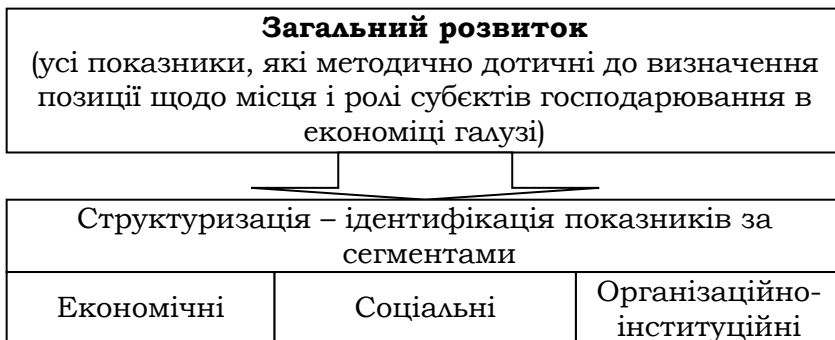 Загальний розвиток
(усі показники, які методично дотичні до визначення
позиції щодо місця і ролі субєктів господарювання в
економіці галузі)
Структуризація – ідентифікація показників за
сегментами
Економічні
Соціальні
Організаційно-
інституційні